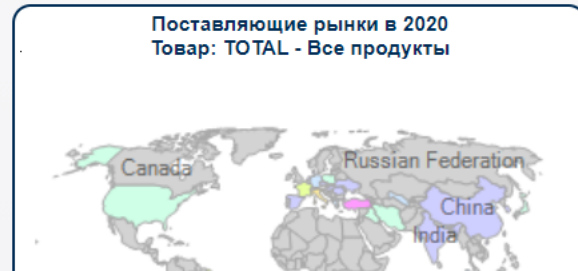 Поставляющие рынки в 2020
Товар: TOTAL - Все продукты
Canada
Russian Federation
China
India